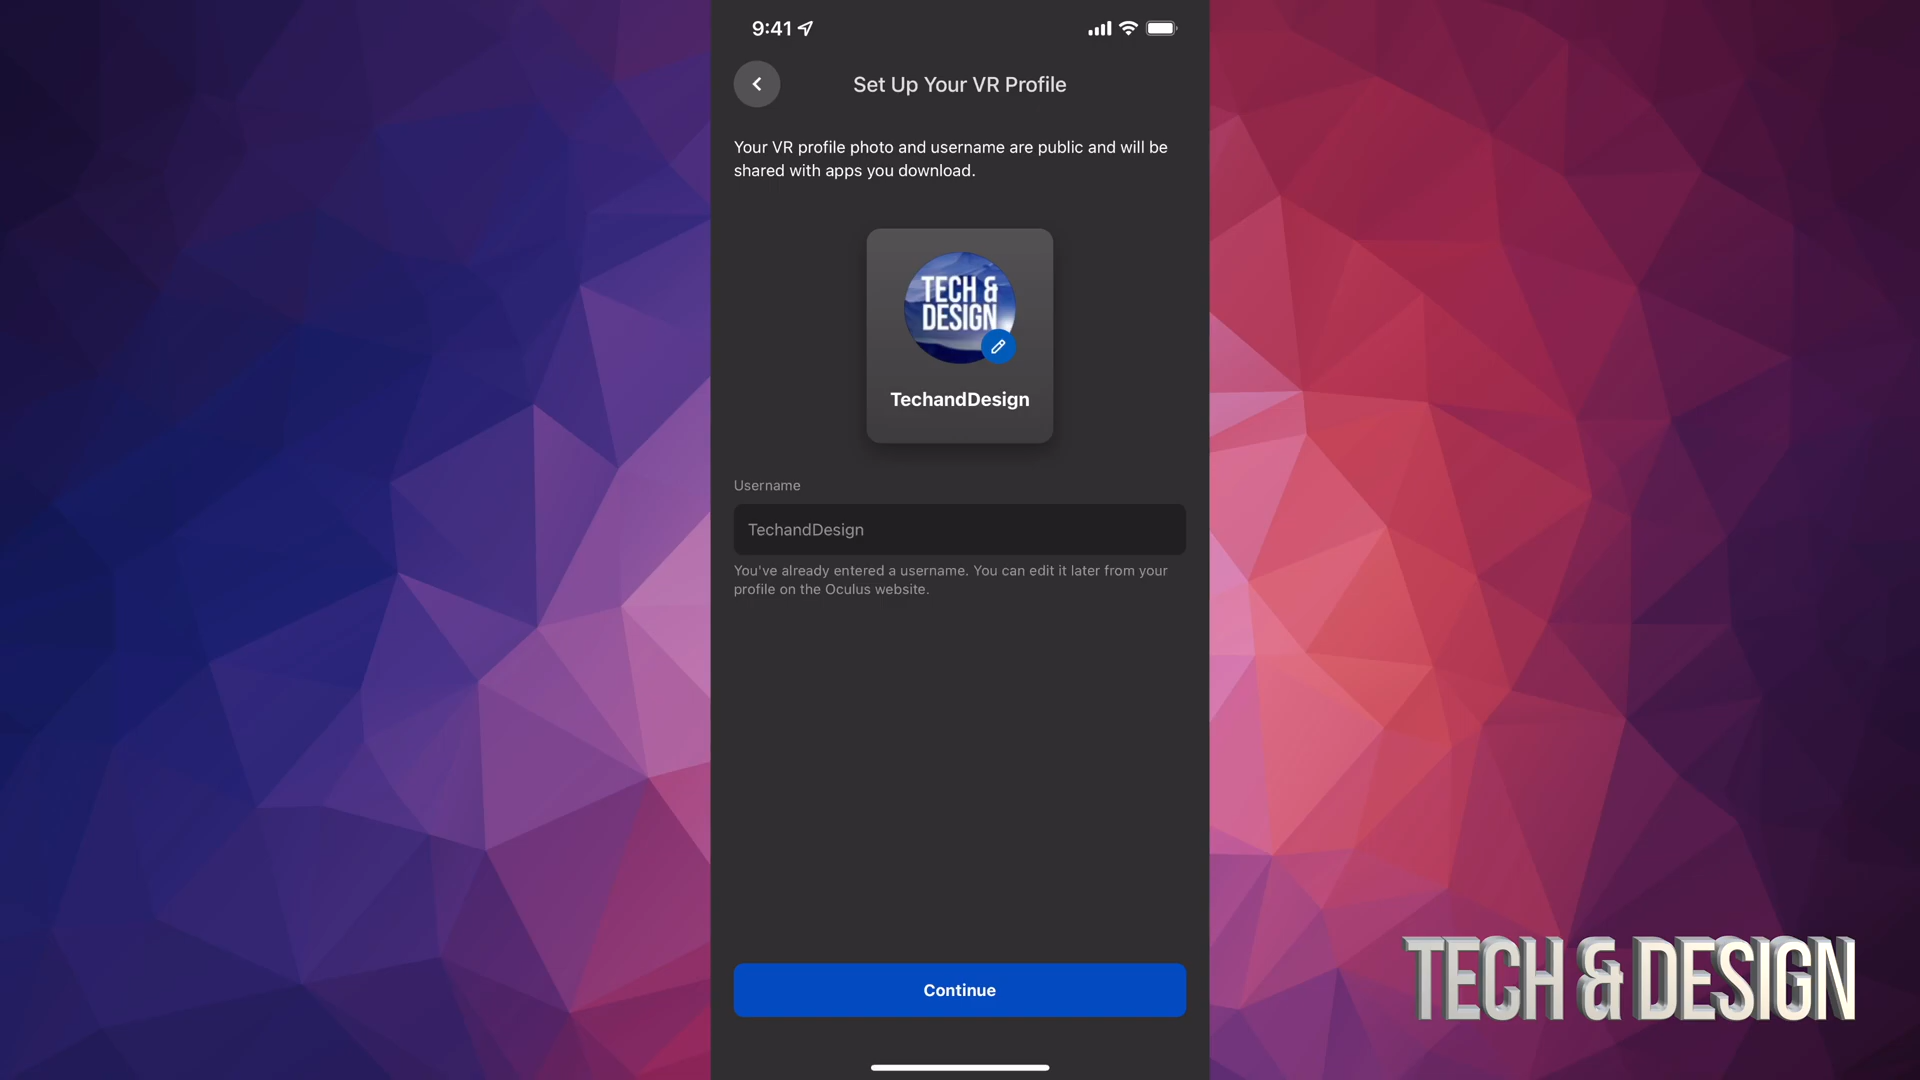 9:41
Set Up Your VR Profile
Your VR profile photo and username are public and will be
shared with apps you download.
TECH &
DESIGN
TechandDesign
Username
TechandDesign
You've already entered a username. You can edit it later from your
profile on the Oculus website.
Continue
TECH & DESIGN